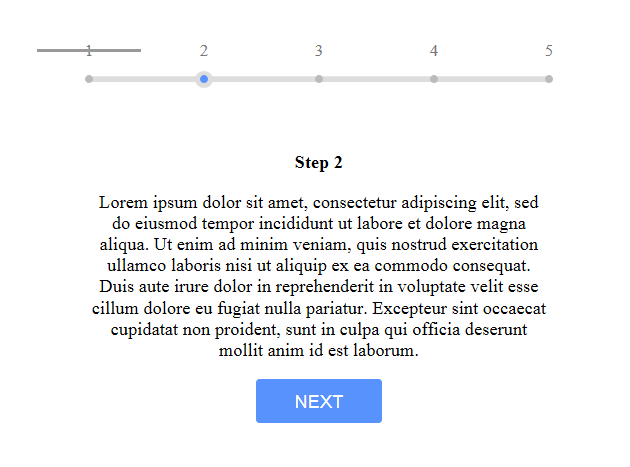 1 2 3 4 5
Step 2
Lorem ipsum dolor sit amet, consectetur adipiscing elit, sed
do eiusmod tempor incididunt ut labore et dolore magna
aliqua. Ut enim ad minim veniam, quis nostrud exercitation
ullamco laboris nisi ut aliquip ex ea commodo consequat.
Duis aute irure dolor in reprehenderit in voluptate velit esse
cillum dolore eu fugiat nulla pariatur. Excepteur sint occaecat
cupidatat non proident, sunt in culpa qui officia deserunt
mollit anim id est laborum.
NEXT